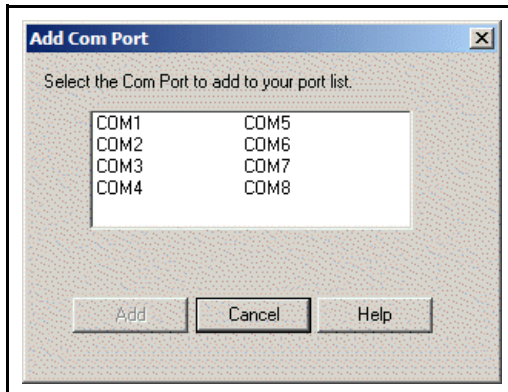 Add Com Port
Select the Com Port to add to your port list.
COM1 COM5
COM2 COM6
COM3 COM7
COM4 COM8
Add Cancel Help